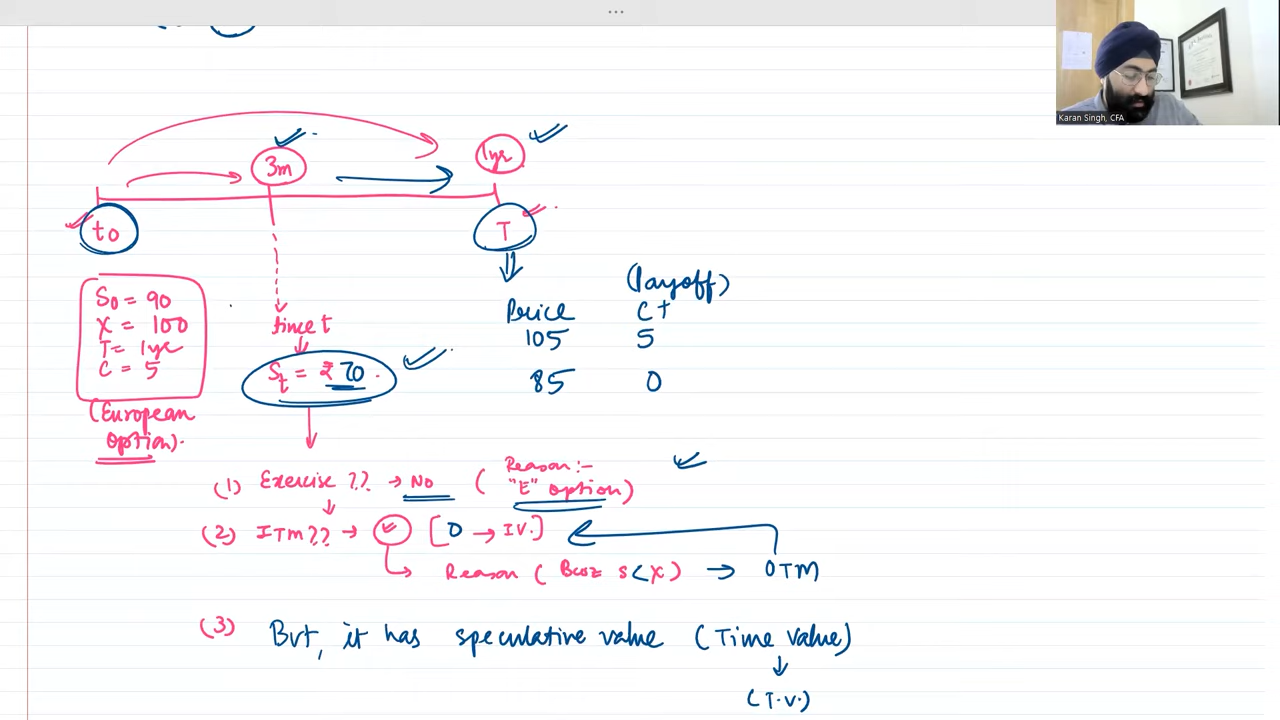 3m
1yr
t0
T
S0 = 90
X = 100
T = 1yr
C = 5
(European
Option).
time t
St = ₹ 70.
(Payoff)
Price C+
105 5
85 0
(1) Exercise ?? → No ( Reason:-
"E" option)
(2) ITM?? → [0 → IV.]
Reason ( Bcoz S<X) → OTM
(3) But, it has speculative value (Time value)
(T.V.)
Karan Singh, CFA